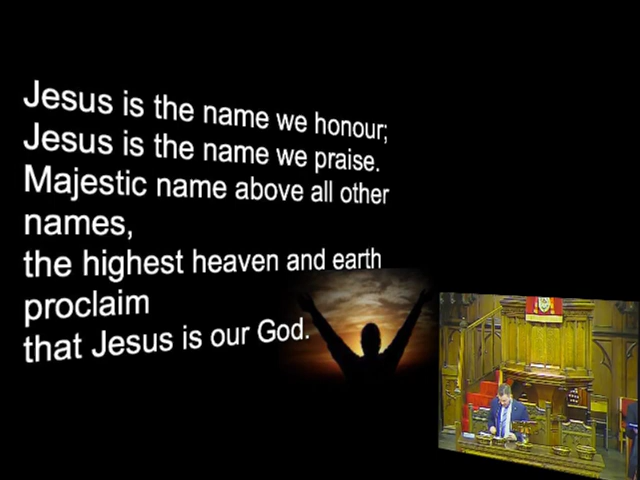 Jesus is the name we honour;
Jesus is the name we praise.
Majestic name above all other
names,
the highest heaven and earth
proclaim
that Jesus is our God.